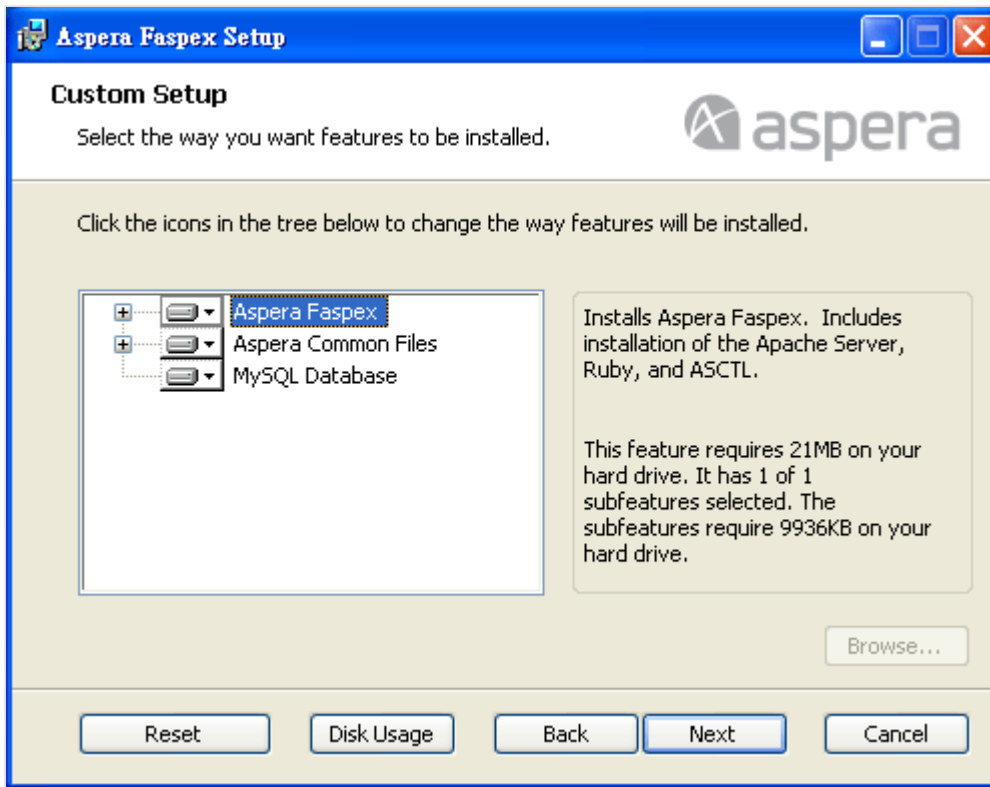 Aspera Faspex Setup
Custom Setup
Select the way you want features to be installed.
aspera
Click the icons in the tree below to change the way features will be installed.
Aspera Faspex
Aspera Common Files
MySQL Database
Installs Aspera Faspex. Includes
installation of the Apache Server,
Ruby, and ASCTL.
This feature requires 21MB on your
hard drive. It has 1 of 1
subfeatures selected. The
subfeatures require 9936KB on your
hard drive.
Browse...
Reset
Disk Usage
Back
Next
Cancel